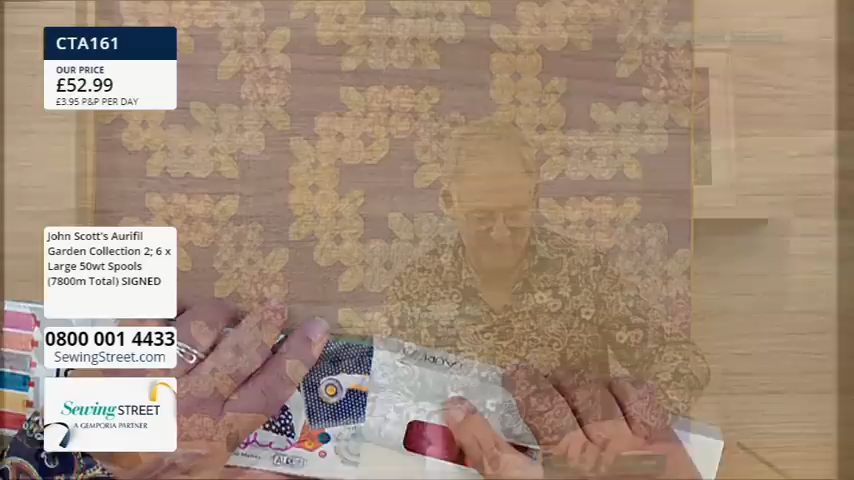 CTA161
OUR PRICE
£52.99
£3.95 P&P PER DAY
John Scott's Aurifil
Garden Collection 2; 6 x
Large 50wt Spools
(7800m Total) SIGNED
0800 001 4433
SewingStreet.com
Sewing STREET
A GEMPORIA PARTNER